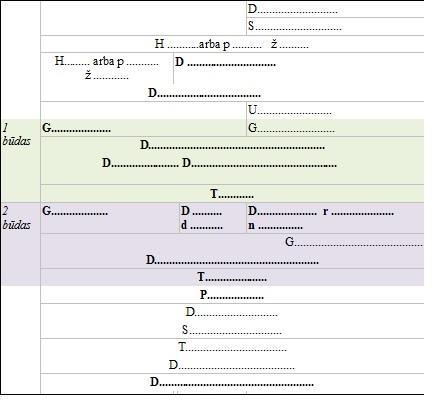 D...........................
S.............................
H ...........arba p .......... ž ..........
H......... arba p ........... D .............................
ž ............
D..................................
U.........................
1 G.................... G..........................
būdas
D............................................................
D....................... D.................................................
T............
2 G................... D .......... D.................... r .....................
būdas d ........... n ...............
G...........................................
D.......................................................
T.....................
P...................
D............................
S...............................
T..................................
D.........................................
D....................................................